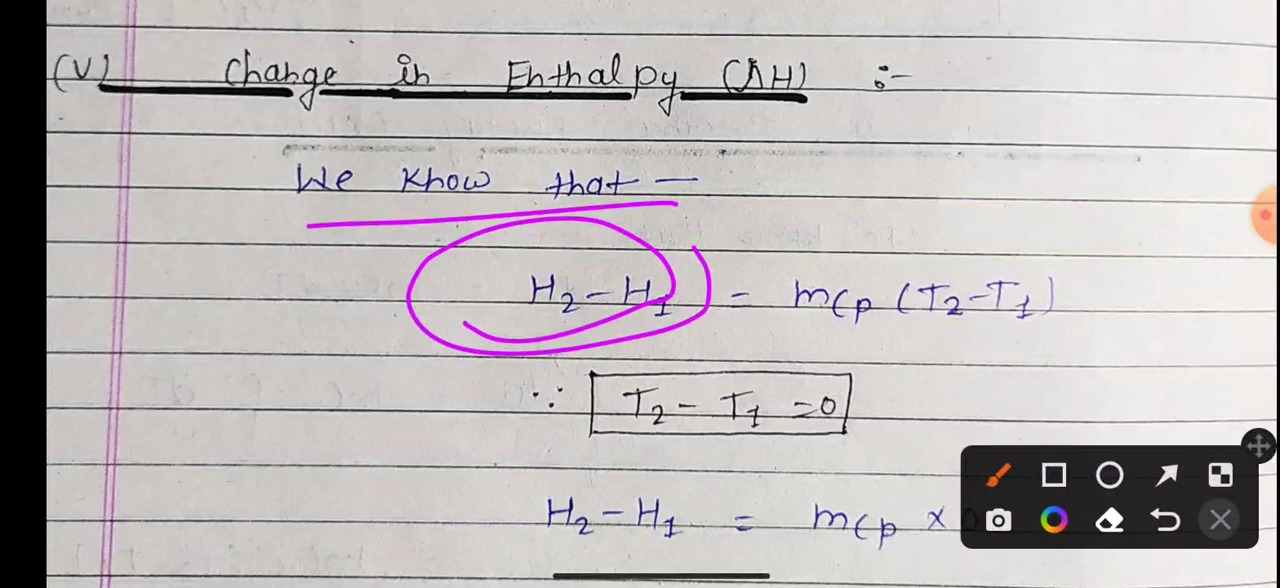 (V) Change in Enthalpy (ΔH) :-
We know that —
H₂ - H₁ = mcp (T₂-T₁)
∵ T₂ - T₁ = 0
H₂ - H₁ = mcp ×